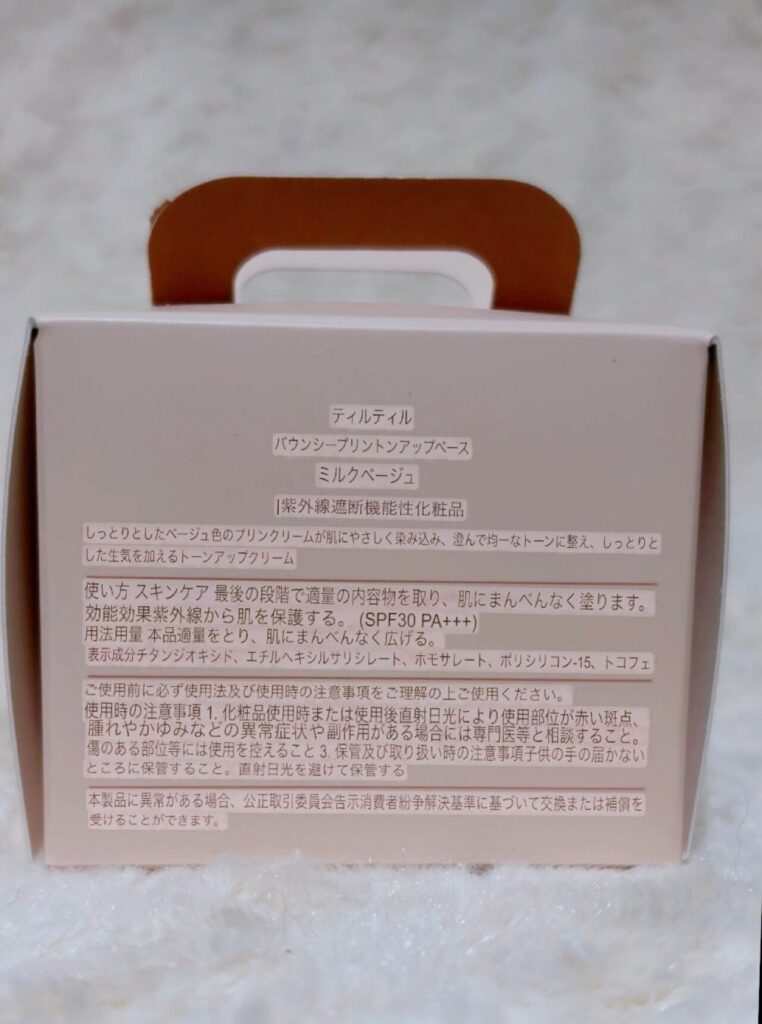 ティルティル
バウンシープリントンアップベース
ミルクベージュ
|紫外線遮断機能性化粧品
しっとりとしたベージュ色のプリンクリームが肌にやさしく染み込み、澄んで均一なトーンに整え、しっとりと
した生気を加えるトーンアップクリーム
使い方 スキンケア 最後の段階で適量の内容物を取り、肌にまんべんなく塗ります。
効能効果紫外線から肌を保護する。 (SPF30 PA+++)
用法用量 本品適量をとり、肌にまんべんなく広げる。
表示成分チタンジオキシド、エチルヘキシルサリシレート、ホモサレート、ポリシリコン-15、トコフェ
ご使用前に必ず使用法及び使用時の注意事項をご理解の上ご使用ください。
使用時の注意事項 1. 化粧品使用時または使用後直射日光により使用部位が赤い斑点、
腫れやかゆみなどの異常症状や副作用がある場合には専門医等と相談すること。
傷のある部位等には使用を控えること 3. 保管及び取り扱い時の注意事項子供の手の届かない
ところに保管すること。直射日光を避けて保管する
本製品に異常がある場合、公正取引委員会告示消費者紛争解決基準に基づいて交換または補償を
受けることができます。